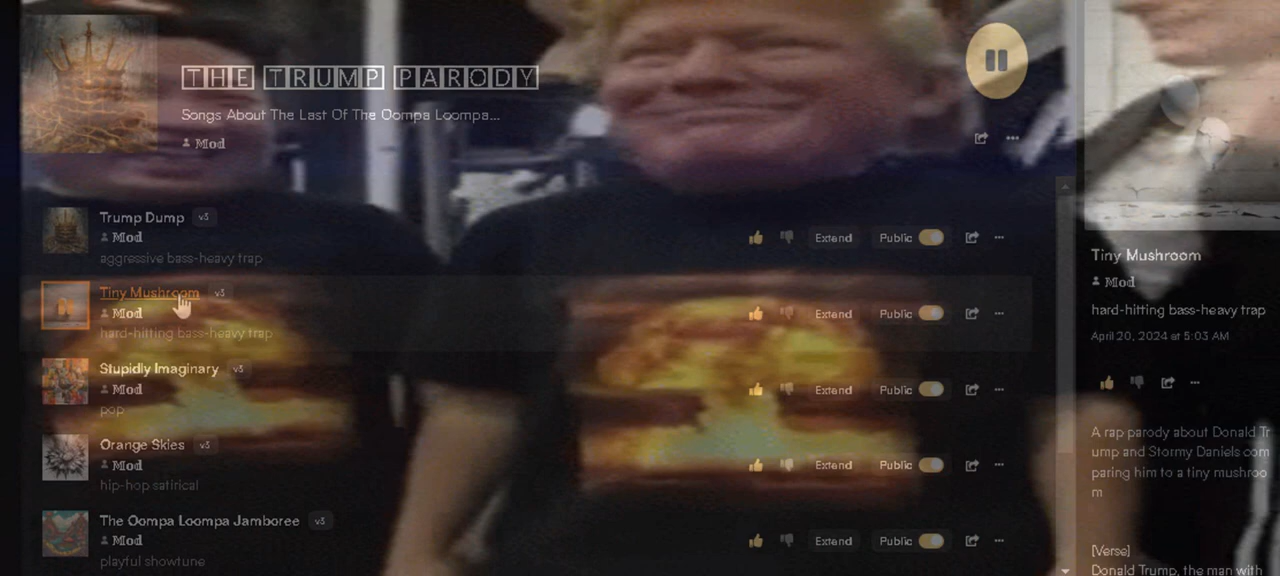 THE TRUMP PARODY
Songs About The Last Of The Oompa Loompa...
Mod
Trump Dump v3
Mod
aggressive bass-heavy trap
Extend Public
Tiny Mushroom v3
Mod
hard-hitting bass-heavy trap
Extend Public
Stupidly Imaginary v3
Mod
pop
Extend Public
Orange Skies v3
Mod
hip-hop satirical
Extend Public
The Oompa Loompa Jamboree v3
Mod
playful showtune
Extend Public
Tiny Mushroom
Mod
hard-hitting bass-heavy trap
April 20, 2024 at 5:03 AM
A rap parody about Donald Tr
ump and Stormy Daniels com
paring him to a tiny mushroo
m
[Verse]
Donald Trump, the man with